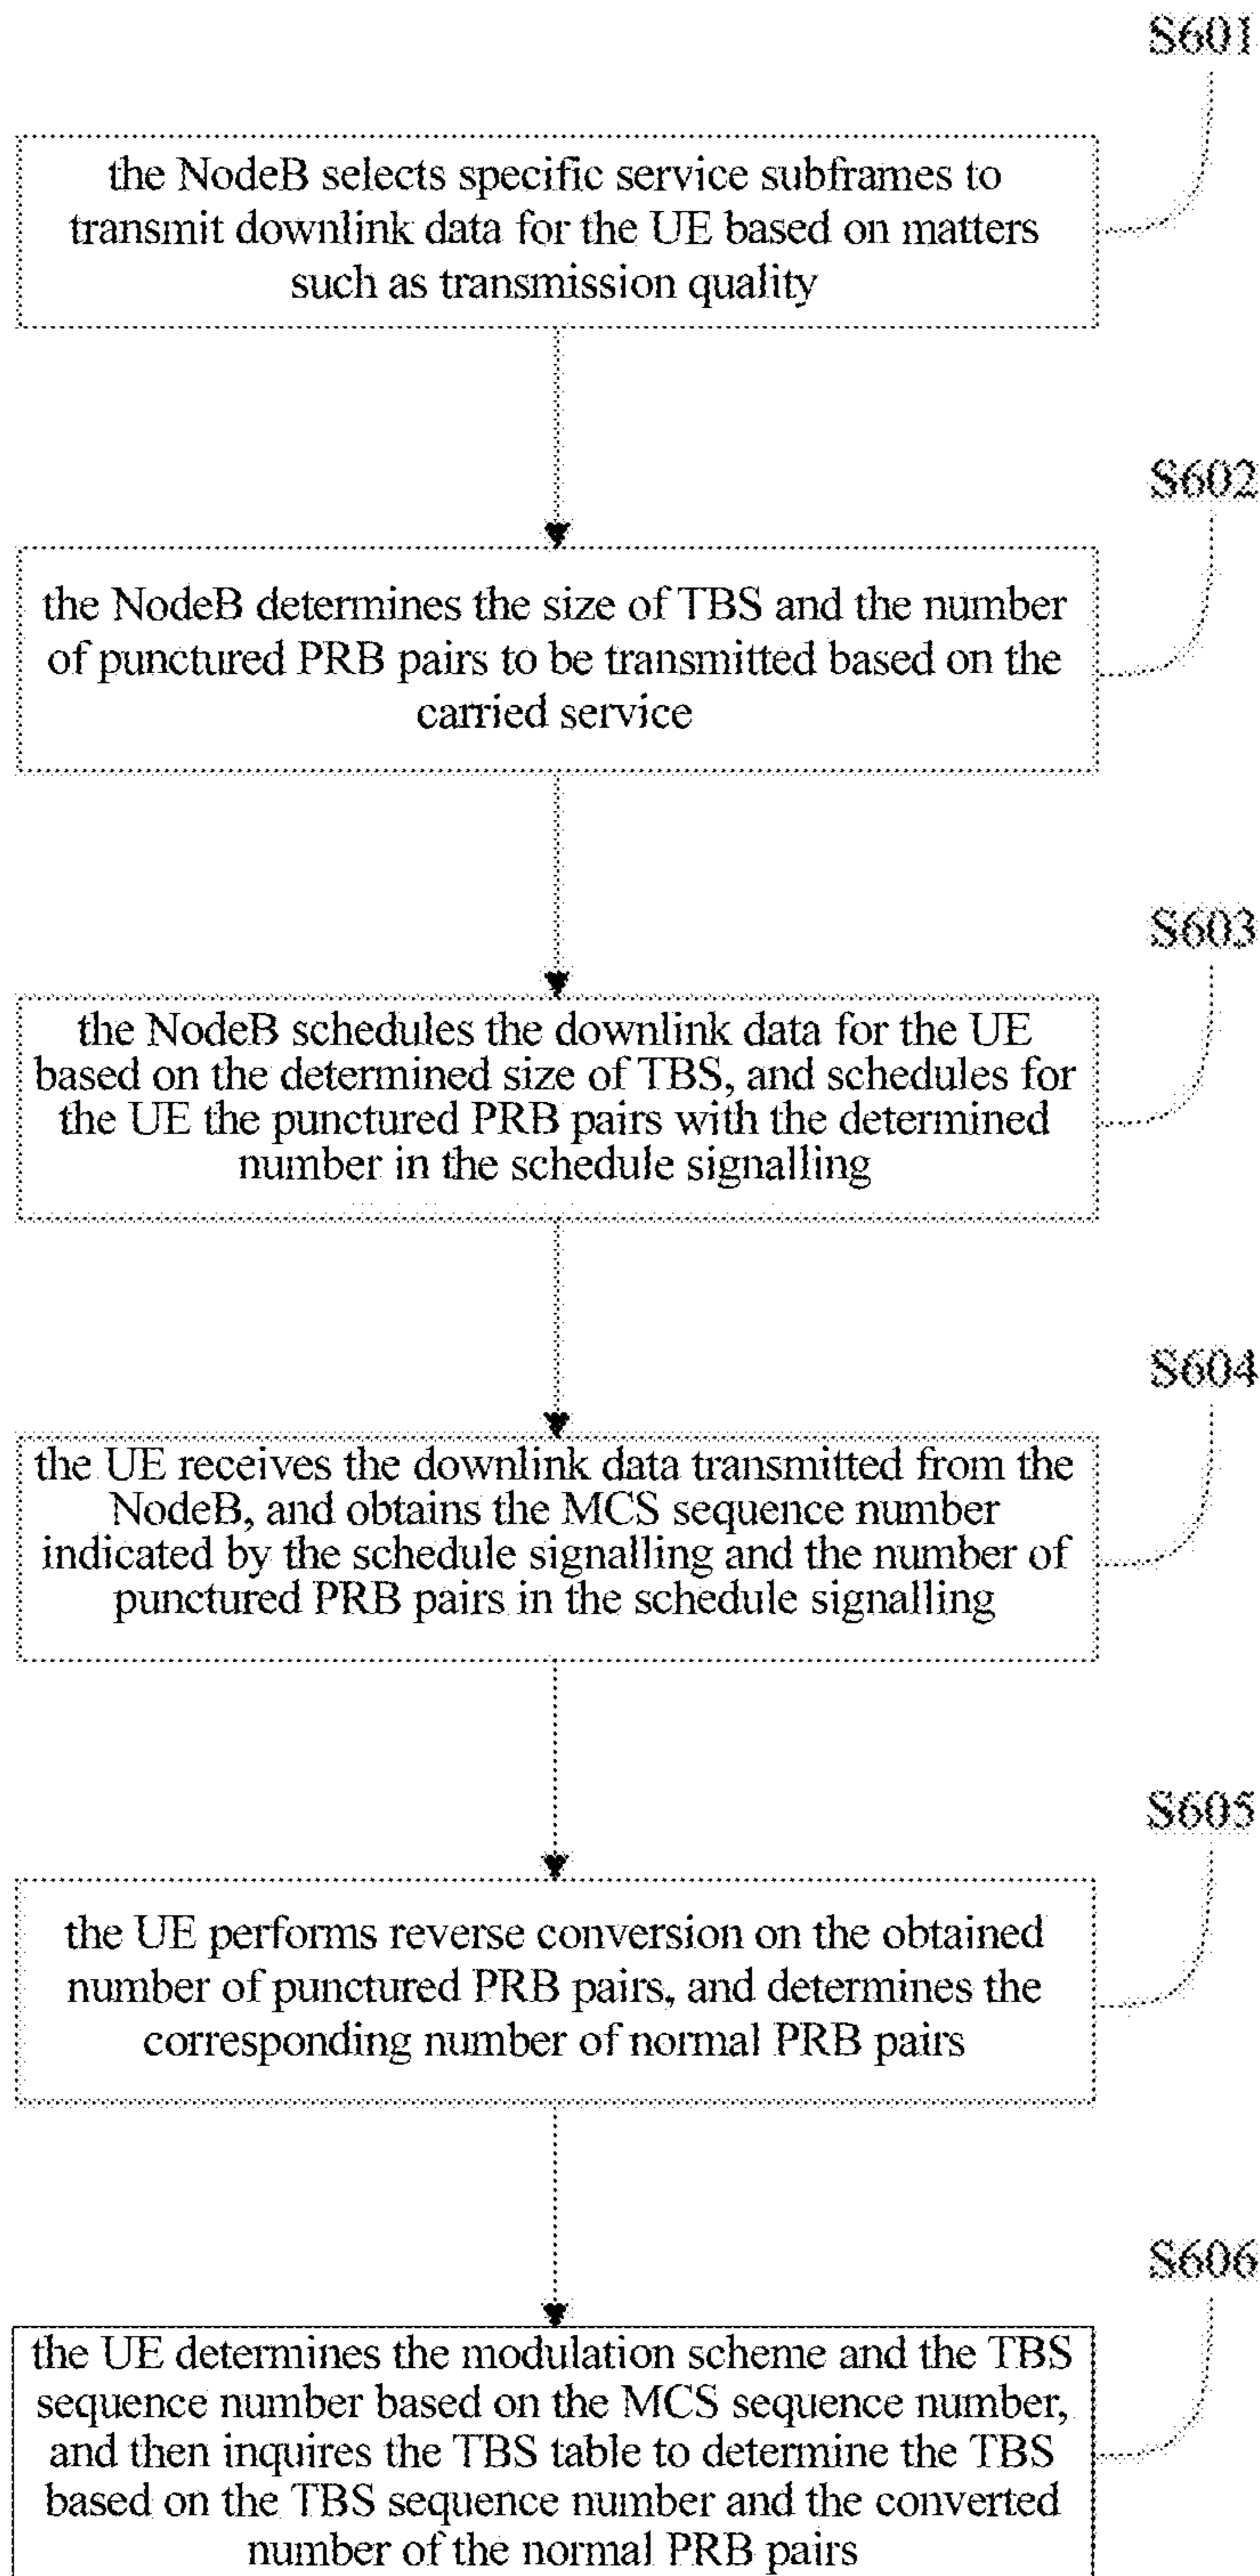 S601
the NodeB selects specific service subframes to
transmit downlink data for the UE based on matters
such as transmission quality
S602
the NodeB determines the size of TBS and the number
of punctured PRB pairs to be transmitted based on the
carried service
S603
the NodeB schedules the downlink data for the UE
based on the determined size of TBS, and schedules for
the UE the punctured PRB pairs with the determined
number in the schedule signalling
S604
the UE receives the downlink data transmitted from the
NodeB, and obtains the MCS sequence number
indicated by the schedule signalling and the number of
punctured PRB pairs in the schedule signalling
S605
the UE performs reverse conversion on the obtained
number of punctured PRB pairs, and determines the
corresponding number of normal PRB pairs
S606
the UE determines the modulation scheme and the TBS
sequence number based on the MCS sequence number,
and then inquires the TBS table to determine the TBS
based on the TBS sequence number and the converted
number of the normal PRB pairs